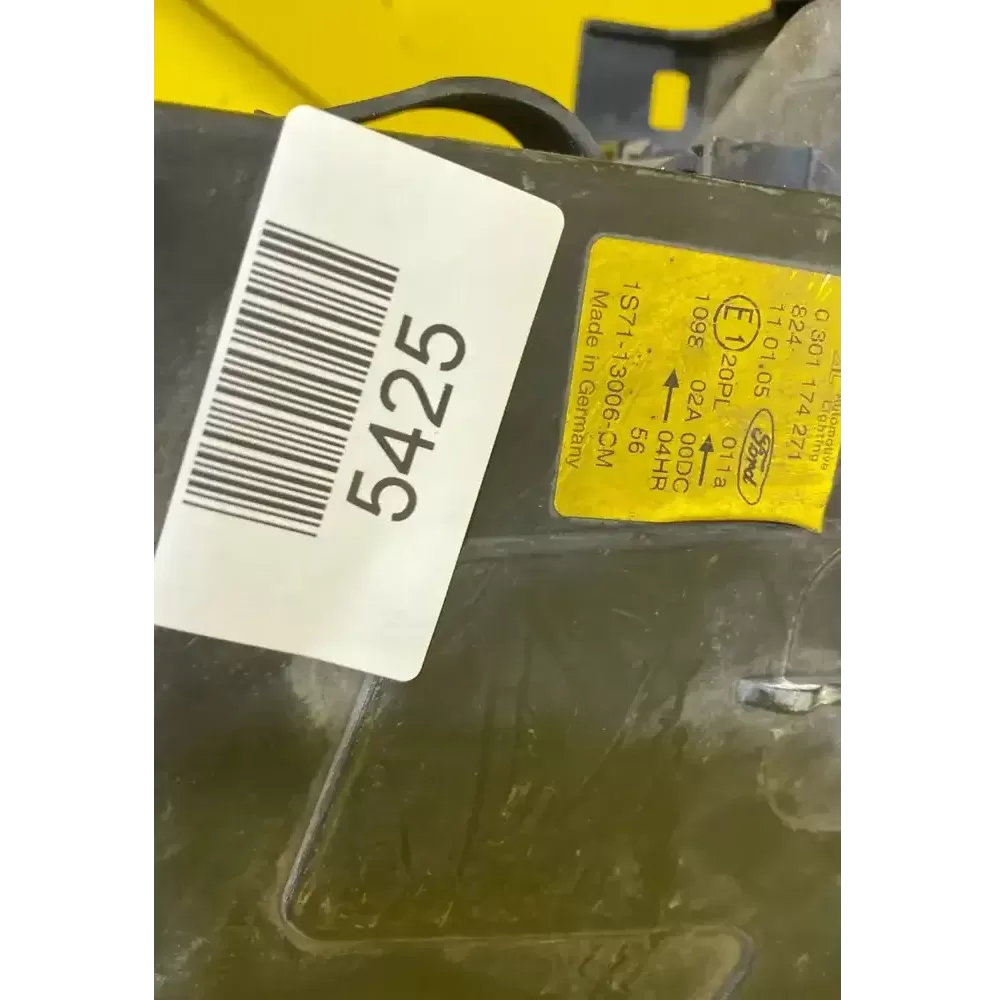 5425
AL Automotive
Lighting
0 301 174 271
824
11.01.05 Ford
E1 20PL 011a
1098 02A 00DC
04HR
1S71-13006-CM 56
Made in Germany